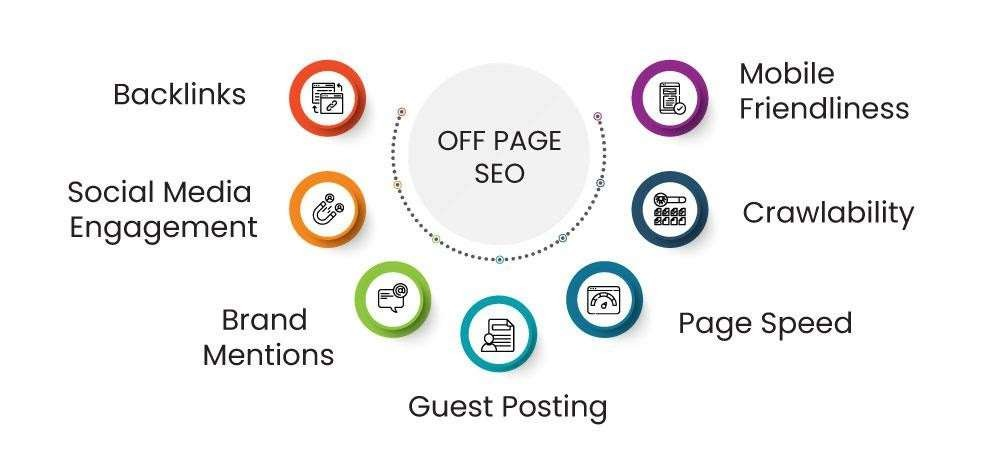 OFF PAGE
SEO
Backlinks
Social Media
Engagement
Brand
Mentions
Guest Posting
Page Speed
Crawlability
Mobile
Friendliness